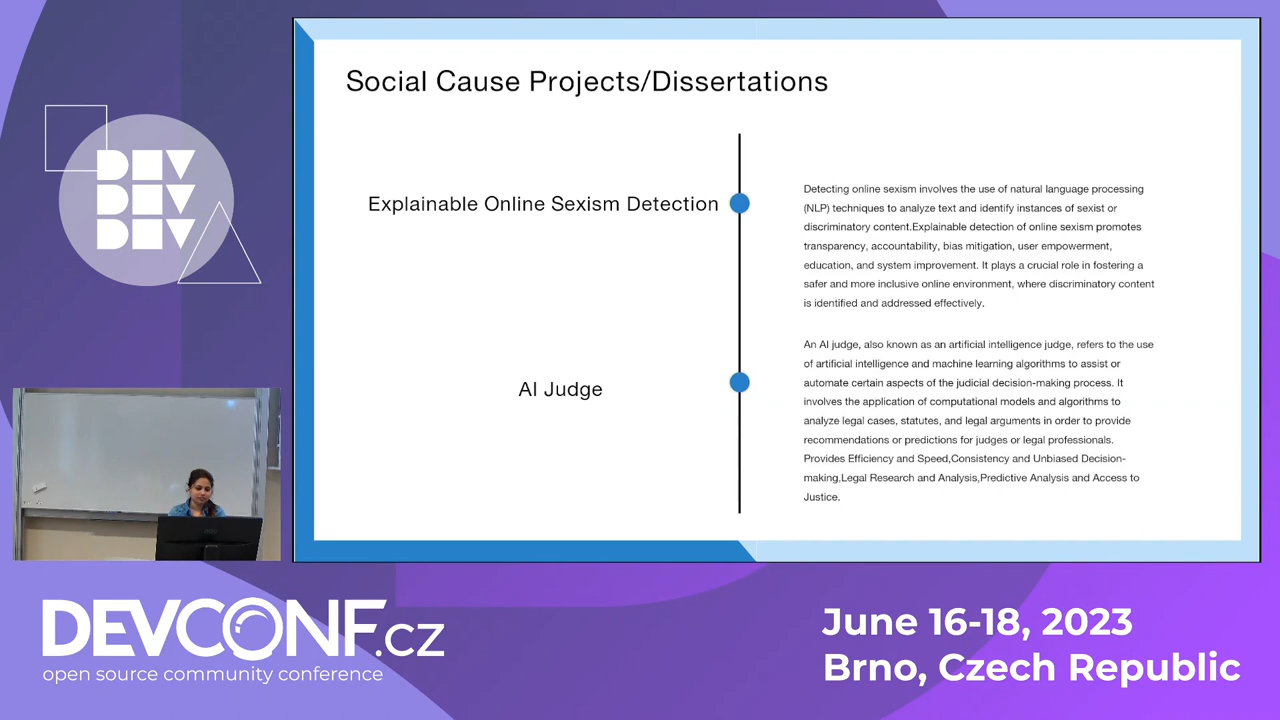 DEV
DEV
DEV
Social Cause Projects/Dissertations
Explainable Online Sexism Detection
Detecting online sexism involves the use of natural language processing
(NLP) techniques to analyze text and identify instances of sexist or
discriminatory content.Explainable detection of online sexism promotes
transparency, accountability, bias mitigation, user empowerment,
education, and system improvement. It plays a crucial role in fostering a
safer and more inclusive online environment, where discriminatory content
is identified and addressed effectively.
AI Judge
An AI judge, also known as an artificial intelligence judge, refers to the use
of artificial intelligence and machine learning algorithms to assist or
automate certain aspects of the judicial decision-making process. It
involves the application of computational models and algorithms to
analyze legal cases, statutes, and legal arguments in order to provide
recommendations or predictions for judges or legal professionals.
Provides Efficiency and Speed,Consistency and Unbiased Decision-
making,Legal Research and Analysis,Predictive Analysis and Access to
Justice.
DEVCONF.cz
open source community conference
June 16-18, 2023
Brno, Czech Republic